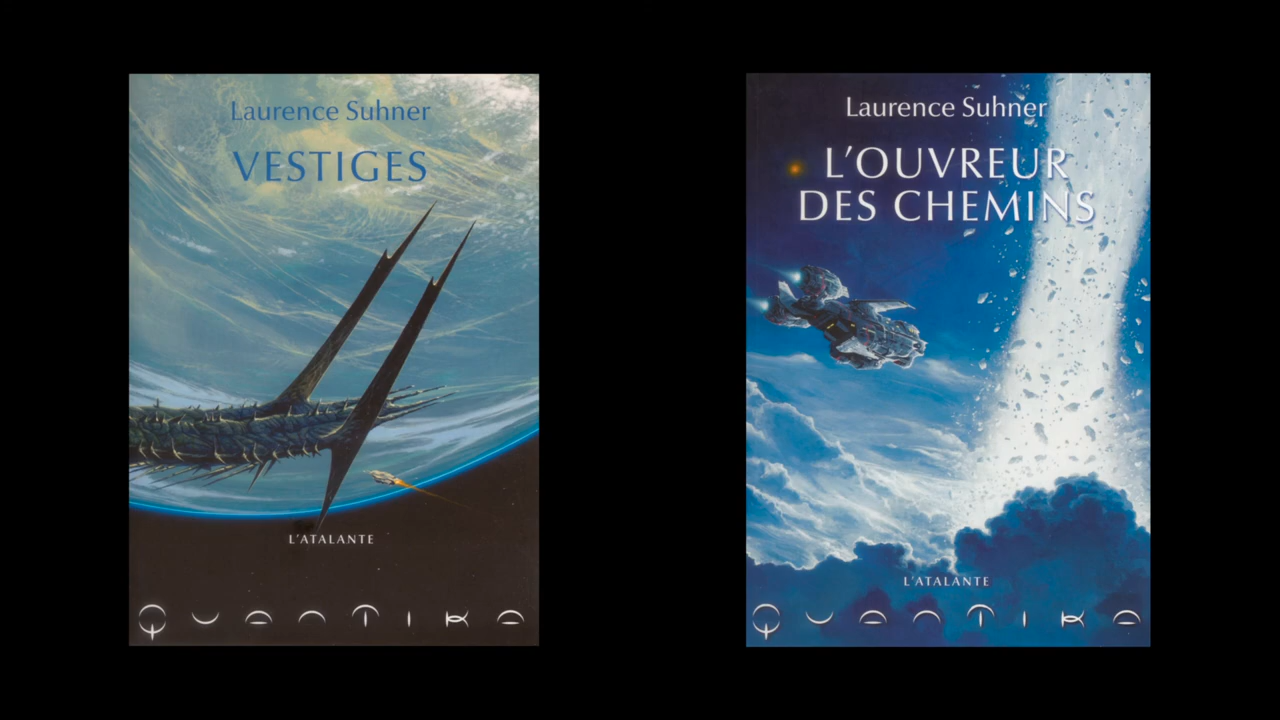 Laurence Suhner
VESTIGES
L'ATALANTE
QUANTIKA
Laurence Suhner
L'OUVREUR
DES CHEMINS
L'ATALANTE
QUANTIKA